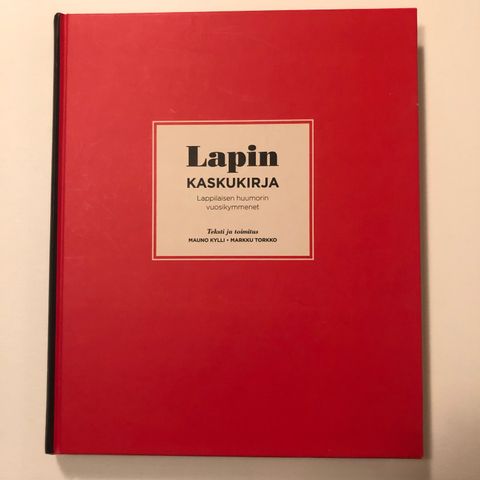 Lapin
KASKUKIRJA
Lappilaisen huumorin
vuosikymmenet
Teksti ja toimitus
MAUNO KYLLI • MARKKU TORKKO